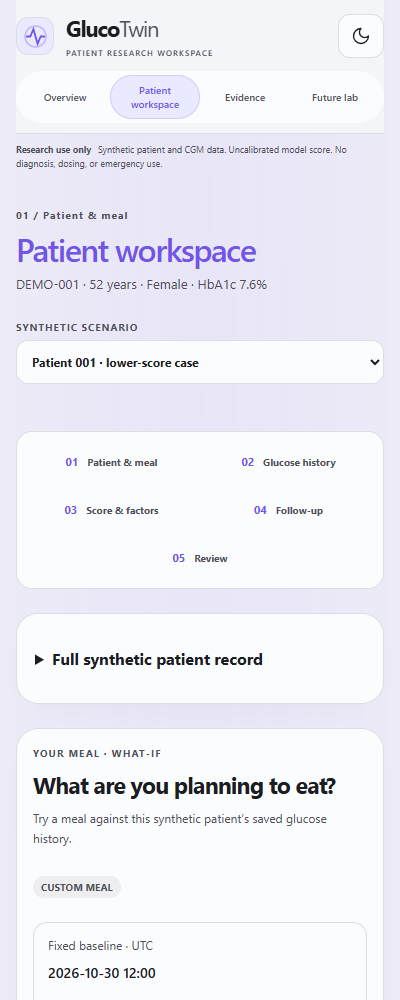 GlucoTwin
PATIENT RESEARCH WORKSPACE
Overview
Patient
workspace
Evidence
Future lab
Research use only Synthetic patient and CGM data. Uncalibrated model score. No
diagnosis, dosing, or emergency use.
01 / Patient & meal
Patient workspace
DEMO-001 · 52 years · Female · HbA1c 7.6%
SYNTHETIC SCENARIO
Patient 001 · lower-score case
01 Patient & meal
02 Glucose history
03 Score & factors
04 Follow-up
05 Review
Full synthetic patient record
YOUR MEAL · WHAT-IF
What are you planning to eat?
Try a meal against this synthetic patient's saved glucose
history.
CUSTOM MEAL
Fixed baseline · UTC
2026-10-30 12:00